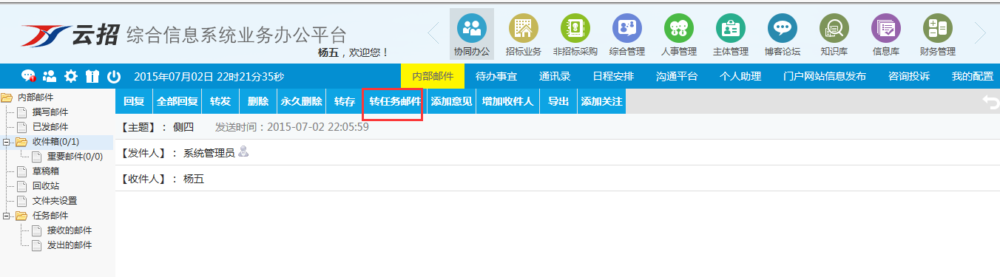 云招 综合信息系统业务办公平台
杨五，欢迎您！
协同办公 招标业务 非招标采购 综合管理 人事管理 主体管理 博客论坛 知识库 信息库 财务管理
2015年07月02日 22时21分35秒
内部邮件 待办事宜 通讯录 日程安排 沟通平台 个人助理 门户网站信息发布 咨询投诉 我的配置
内部邮件
撰写邮件
已发邮件
收件箱(0/1)
重要邮件(0/0)
草稿箱
回收站
文件夹设置
任务邮件
接收的邮件
发出的邮件
回复 全部回复 转发 删除 永久删除 转存 转任务邮件 添加意见 增加收件人 导出 添加关注
【主题】： 侧四 发送时间：2015-07-02 22:05:59
【发件人】： 系统管理员
【收件人】： 杨五